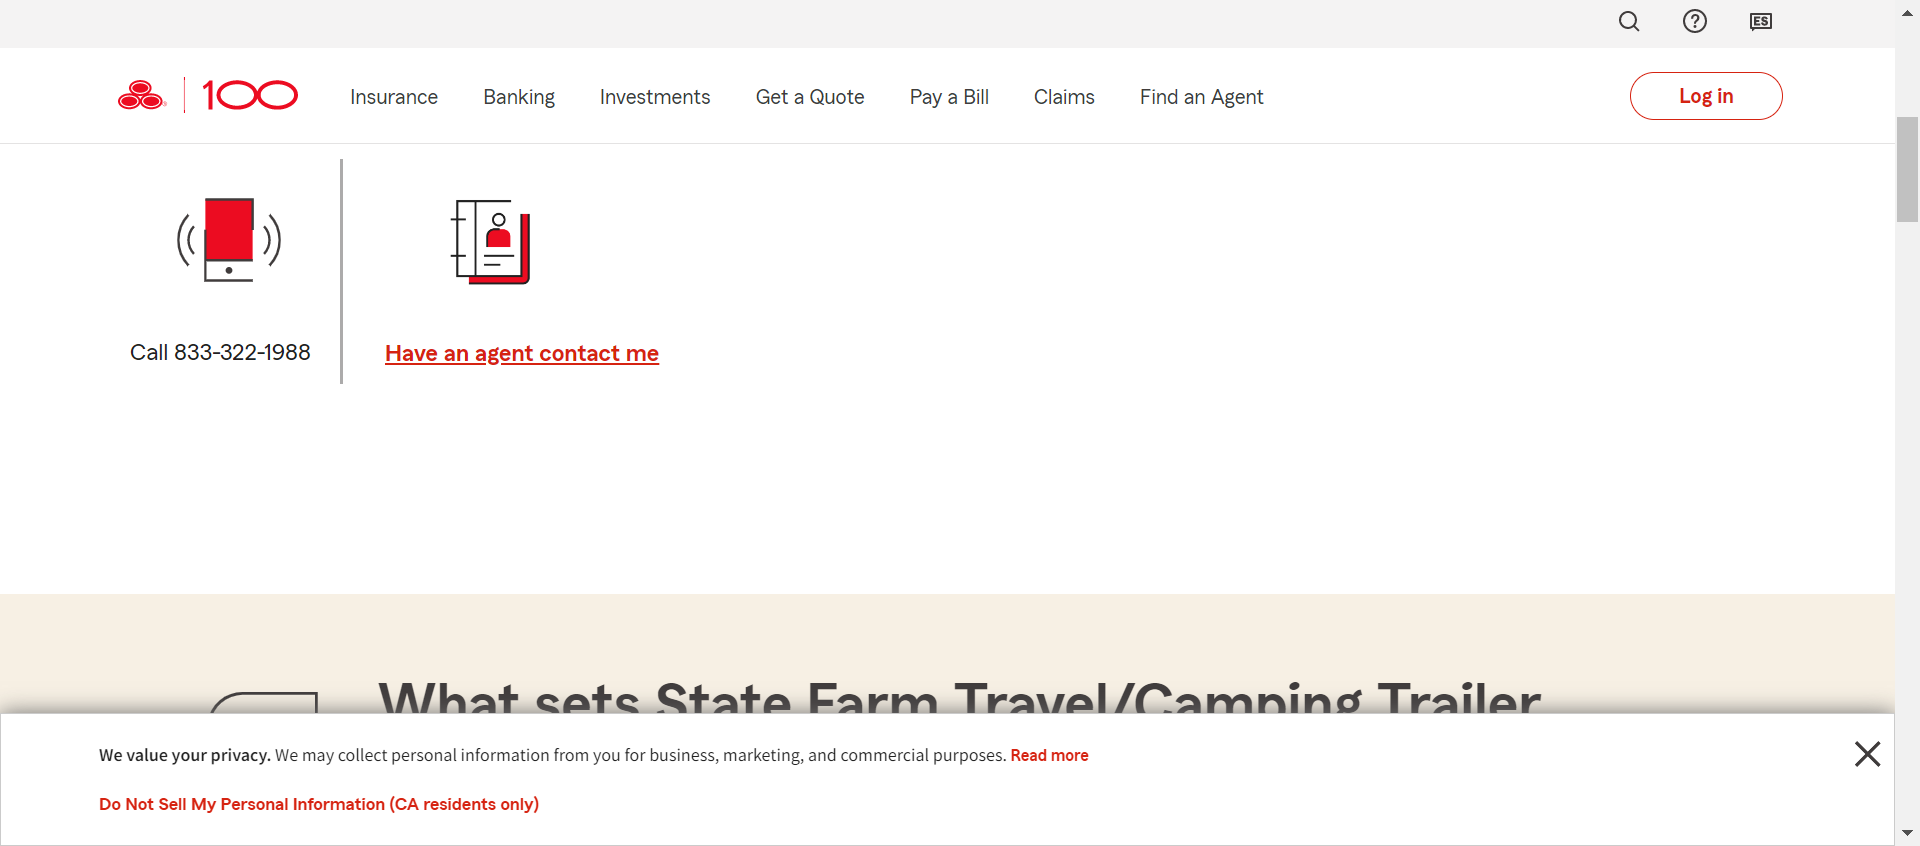 ES
100
Insurance
Banking
Investments
Get a Quote
Pay a Bill
Claims
Find an Agent
Log in
Call 833-322-1988
Have an agent contact me
What sets State Farm Travel/Camping Trailer
We value your privacy. We may collect personal information from you for business, marketing, and commercial purposes. Read more
Do Not Sell My Personal Information (CA residents only)